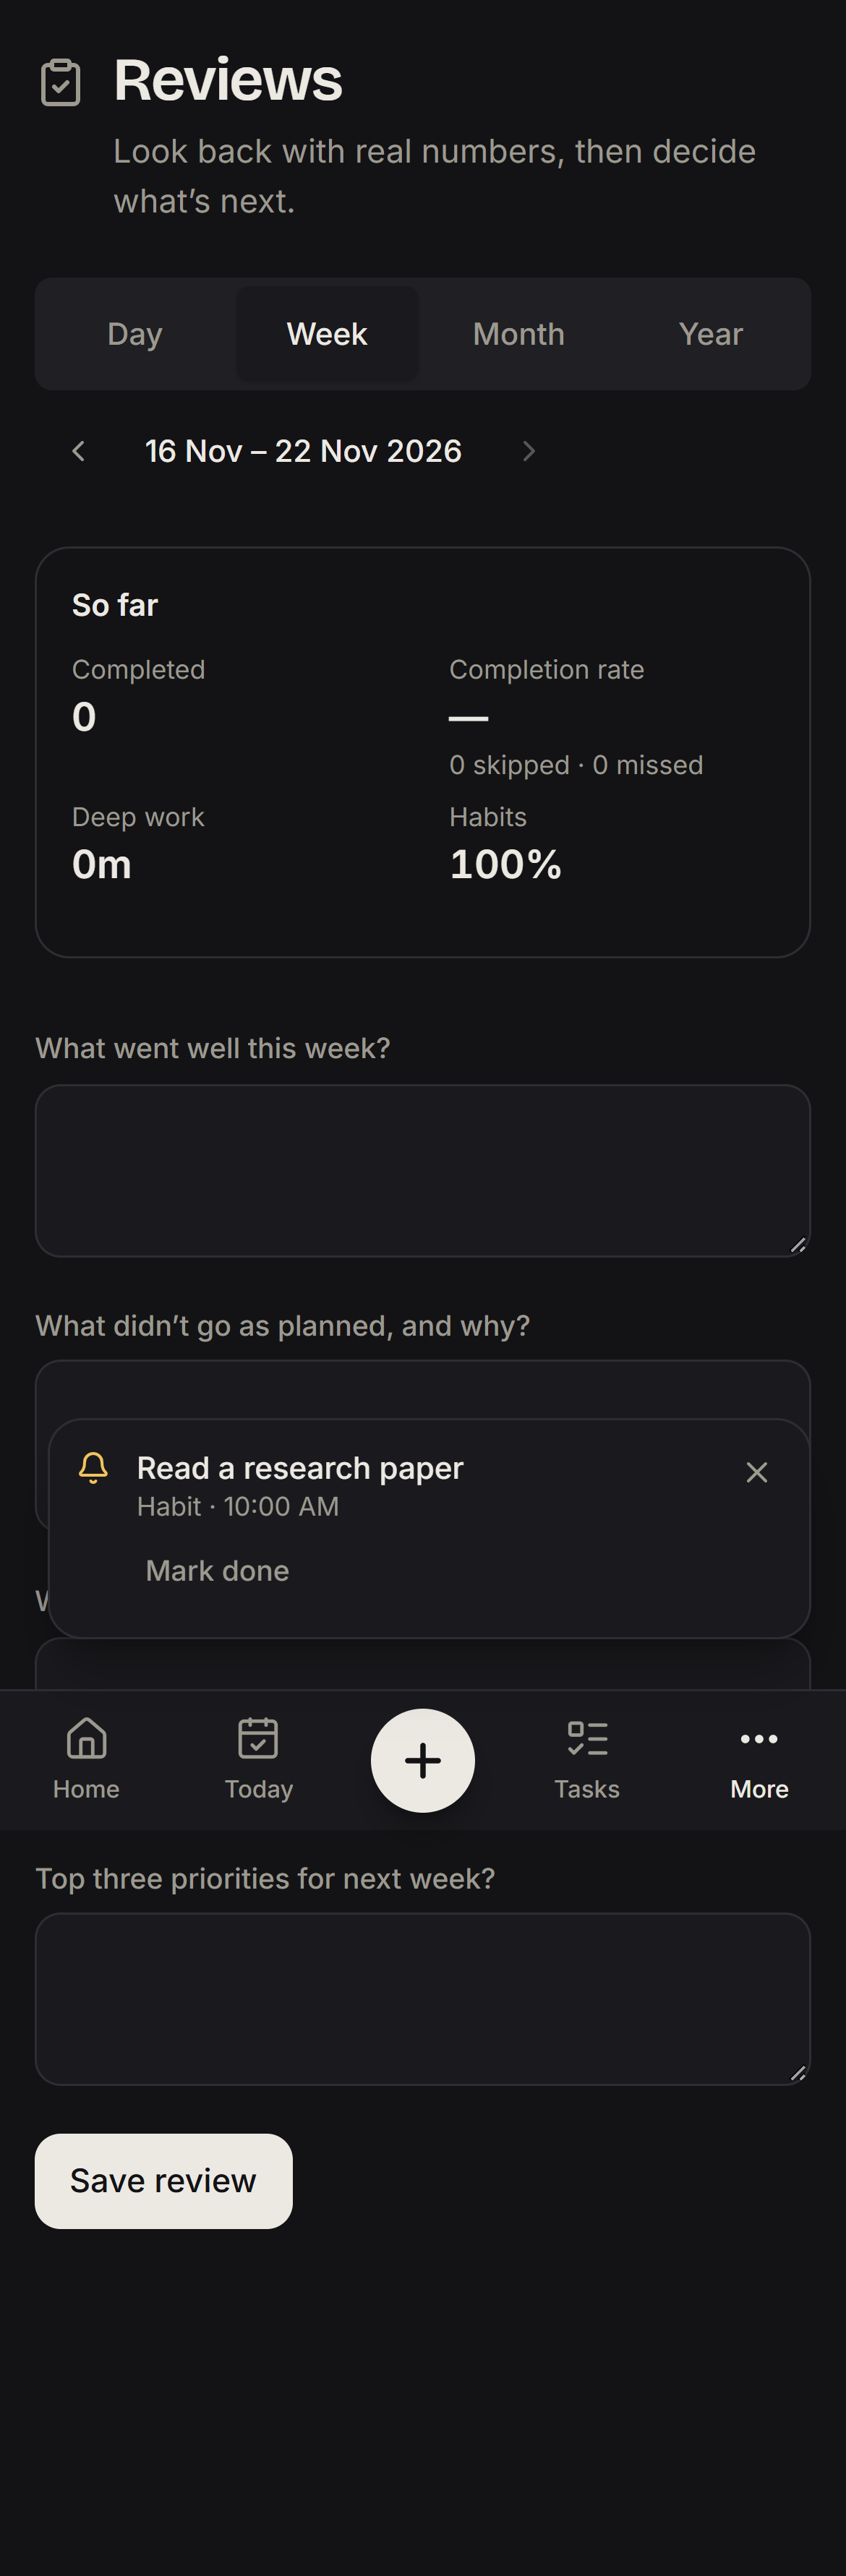 Reviews
Look back with real numbers, then decide
what’s next.
Day
Week
Month
Year
16 Nov – 22 Nov 2026
So far
Completed
0
Completion rate
—
0 skipped · 0 missed
Deep work
0m
Habits
100%
What went well this week?
What didn’t go as planned, and why?
Read a research paper
Habit · 10:00 AM
Mark done
Home
Today
Tasks
More
Top three priorities for next week?
Save review